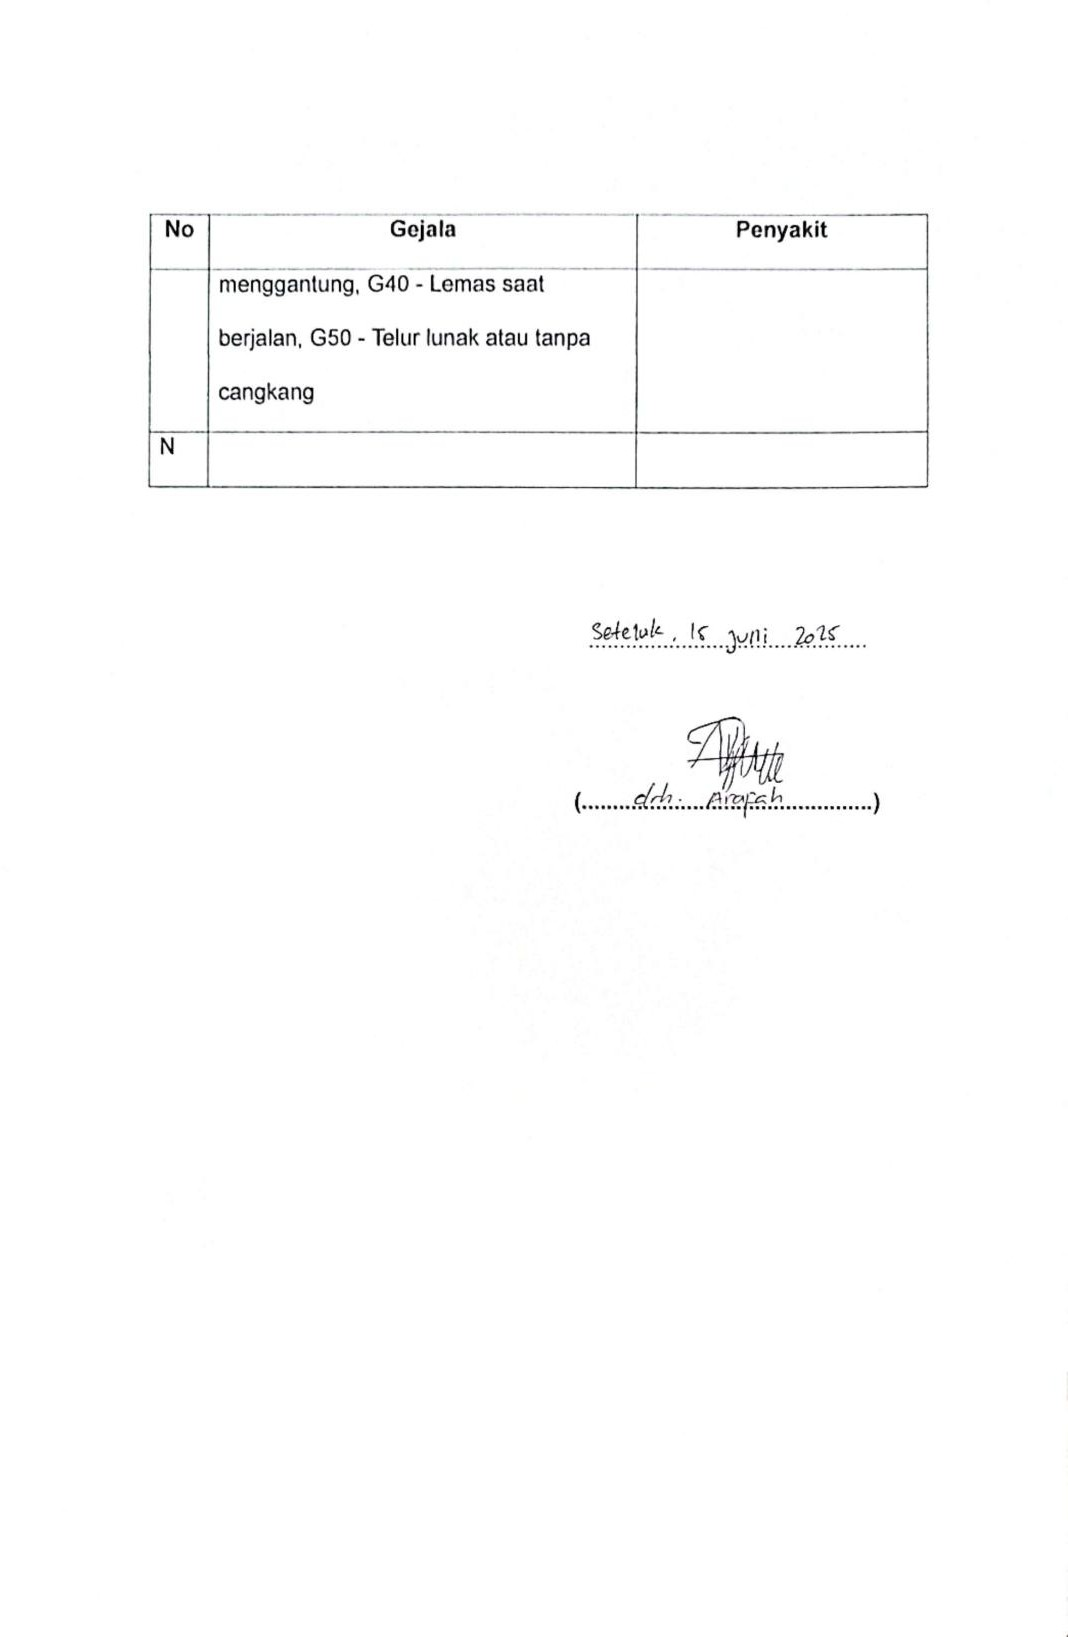 No Gejala Penyakit
menggantung, G40 - Lemas saat
berjalan, G50 - Telur lunak atau tanpa
cangkang
N
Seteluk, 15 Juni 2025
(drh. Arafah)